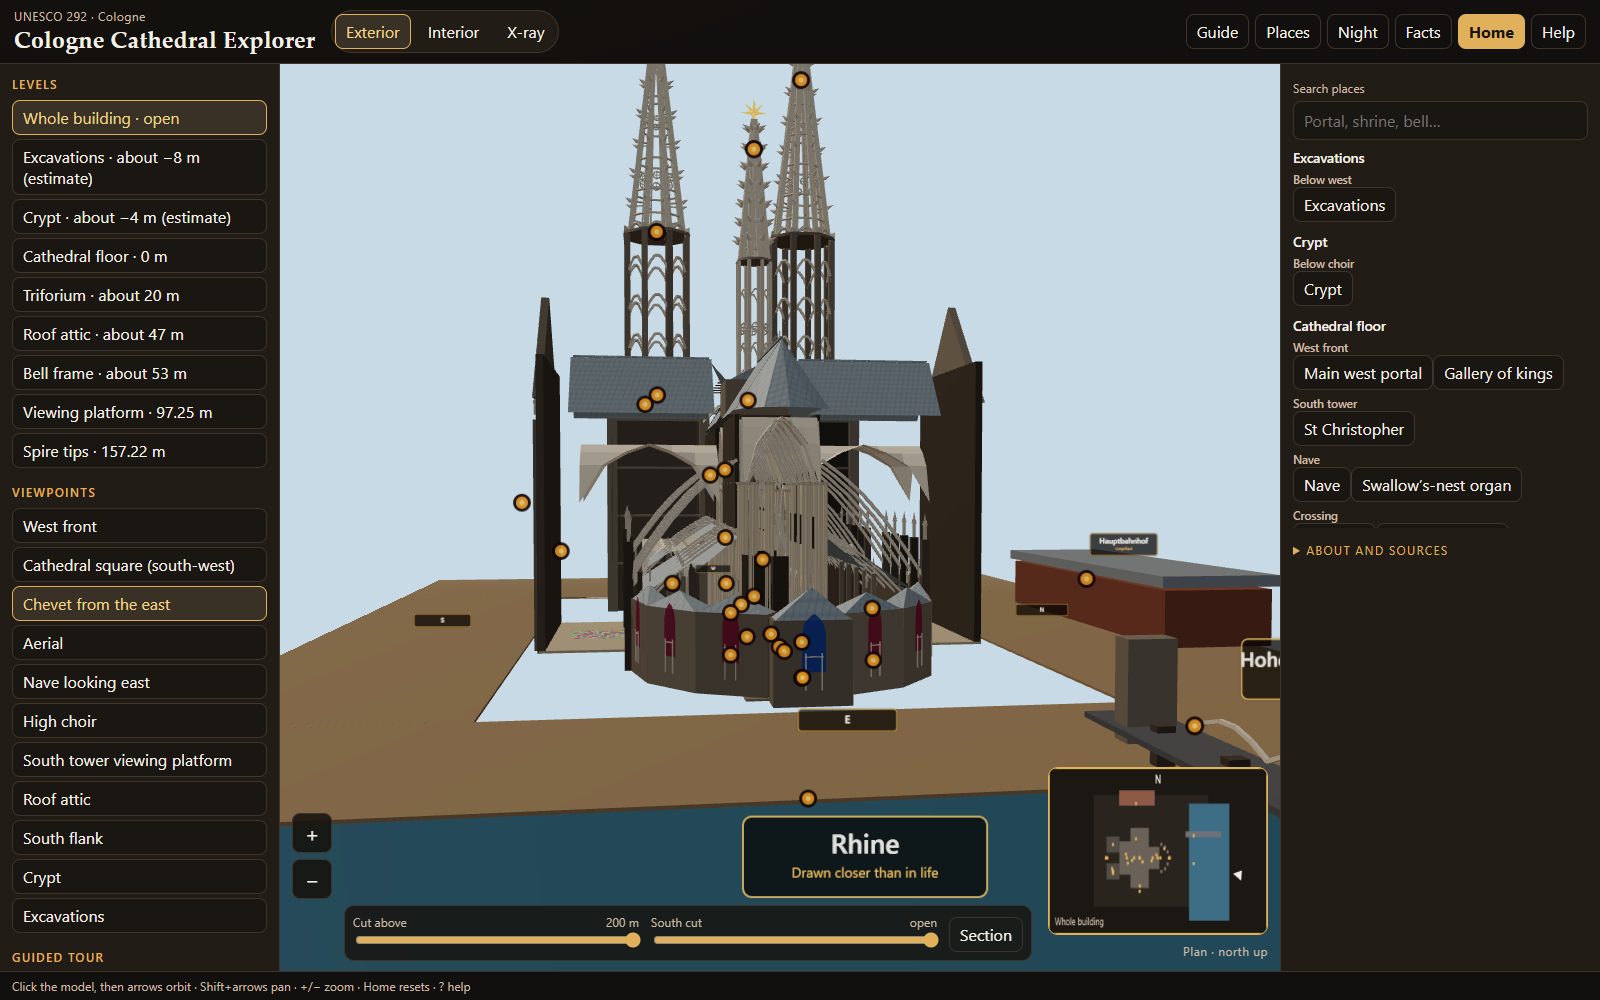 UNESCO 292 · Cologne
Cologne Cathedral Explorer
Exterior
Interior
X-ray
Guide
Places
Night
Facts
Home
Help
LEVELS
Whole building · open
Excavations · about −8 m
(estimate)
Crypt · about −4 m (estimate)
Cathedral floor · 0 m
Triforium · about 20 m
Roof attic · about 47 m
Bell frame · about 53 m
Viewing platform · 97.25 m
Spire tips · 157.22 m
VIEWPOINTS
West front
Cathedral square (south-west)
Chevet from the east
Aerial
Nave looking east
High choir
South tower viewing platform
Roof attic
South flank
Crypt
Excavations
GUIDED TOUR
Hauptbahnhof
S
N
E
Rhine
Drawn closer than in life
+
−
Cut above
200 m
South cut
open
Section
N
Whole building
Plan · north up
Search places
Portal, shrine, bell…
Excavations
Below west
Excavations
Crypt
Below choir
Crypt
Cathedral floor
West front
Main west portal
Gallery of kings
South tower
St Christopher
Nave
Nave
Swallow’s-nest organ
Crossing
▶ ABOUT AND SOURCES
Click the model, then arrows orbit · Shift+arrows pan · +/− zoom · Home resets · ? help